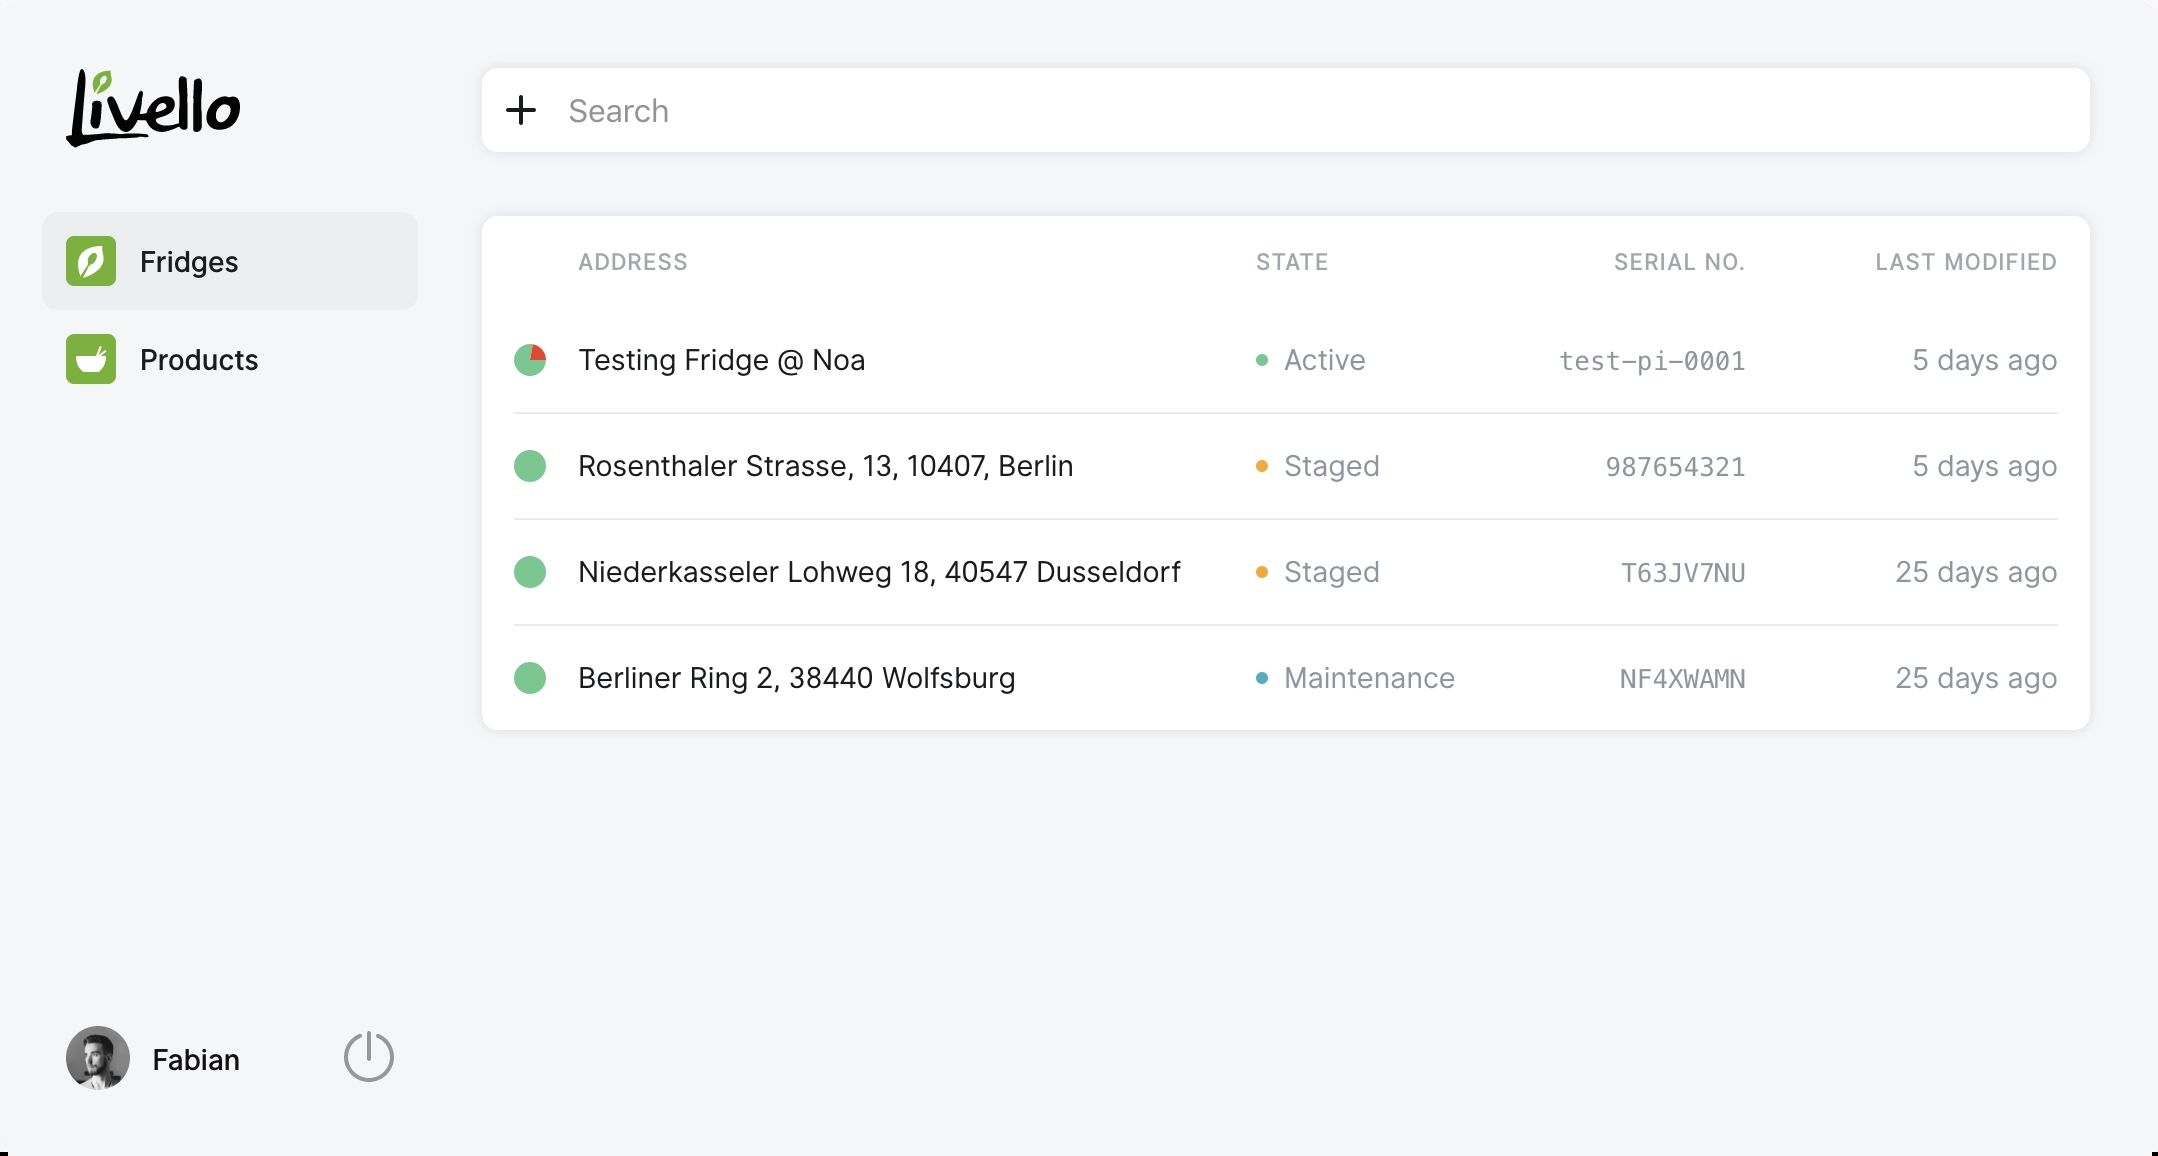 Livello
Search
Fridges
Products
ADDRESS STATE SERIAL NO. LAST MODIFIED
Testing Fridge @ Noa Active test-pi-0001 5 days ago
Rosenthaler Strasse, 13, 10407, Berlin Staged 987654321 5 days ago
Niederkasseler Lohweg 18, 40547 Dusseldorf Staged T63JV7NU 25 days ago
Berliner Ring 2, 38440 Wolfsburg Maintenance NF4XWAMN 25 days ago
Fabian